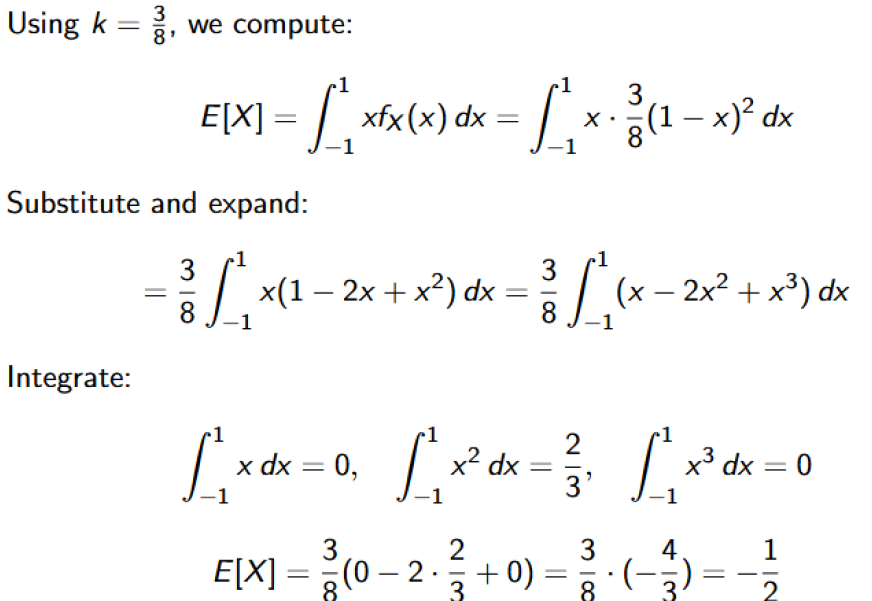 Using $k = \frac{3}{8}$, we compute:
$E[X] = \int_{-1}^{1} x f_X(x)\, dx = \int_{-1}^{1} x \cdot \frac{3}{8}(1 - x)^2\, dx$
Substitute and expand:
$= \frac{3}{8} \int_{-1}^{1} x(1 - 2x + x^2)\, dx = \frac{3}{8} \int_{-1}^{1} (x - 2x^2 + x^3)\, dx$
Integrate:
$\int_{-1}^{1} x\, dx = 0, \quad \int_{-1}^{1} x^2\, dx = \frac{2}{3}, \quad \int_{-1}^{1} x^3\, dx = 0$
$E[X] = \frac{3}{8}(0 - 2 \cdot \frac{2}{3} + 0) = \frac{3}{8} \cdot (-\frac{4}{3}) = -\frac{1}{2}$